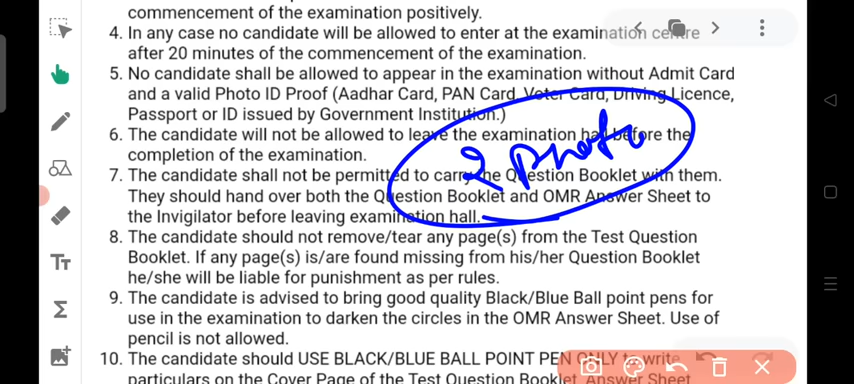 commencement of the examination positively.
4. In any case no candidate will be allowed to enter at the examination centre
after 20 minutes of the commencement of the examination.
5. No candidate shall be allowed to appear in the examination without Admit Card
and a valid Photo ID Proof (Aadhar Card, PAN Card, Voter Card, Driving Licence,
Passport or ID issued by Government Institution.)
6. The candidate will not be allowed to leave the examination hall before the
completion of the examination.
2 Photo
7. The candidate shall not be permitted to carry the Question Booklet with them.
They should hand over both the Question Booklet and OMR Answer Sheet to
the Invigilator before leaving examination hall.
8. The candidate should not remove/tear any page(s) from the Test Question
Booklet. If any page(s) is/are found missing from his/her Question Booklet
he/she will be liable for punishment as per rules.
9. The candidate is advised to bring good quality Black/Blue Ball point pens for
use in the examination to darken the circles in the OMR Answer Sheet. Use of
pencil is not allowed.
10. The candidate should USE BLACK/BLUE BALL POINT PEN ONLY to write
particulars on the Cover Page of the Test Question Booklet, Answer Sheet
Tт
Σ